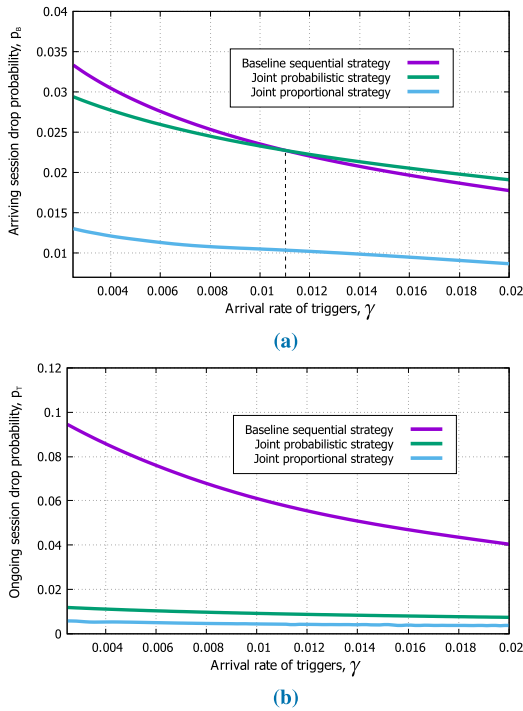 0.04
0.035
0.03
0.025
0.02
0.015
0.01
Arriving session drop probability, pB
Baseline sequential strategy
Joint probabilistic strategy
Joint proportional strategy
0.004 0.006 0.008 0.01 0.012 0.014 0.016 0.018 0.02
Arrival rate of triggers, γ
(a)
0.12
0.1
0.08
0.06
0.04
0.02
0
Ongoing session drop probability, pT
Baseline sequential strategy
Joint probabilistic strategy
Joint proportional strategy
0.004 0.006 0.008 0.01 0.012 0.014 0.016 0.018 0.02
Arrival rate of triggers, γ
(b)